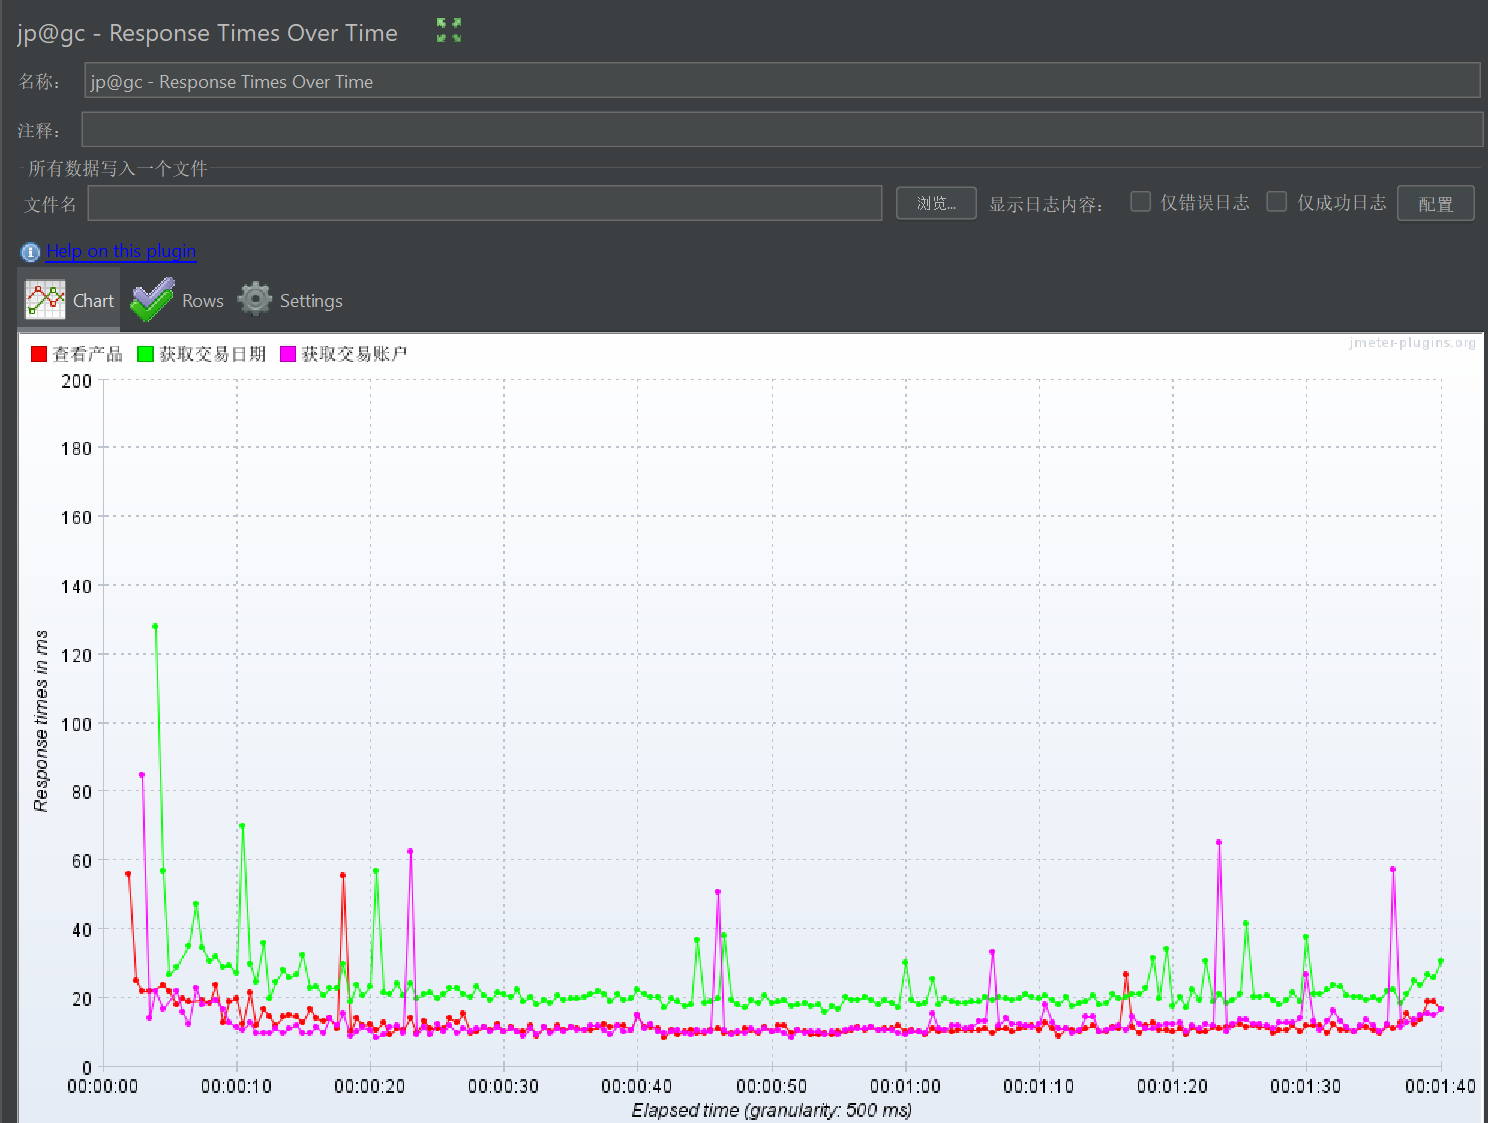 jp@gc - Response Times Over Time
名称： jp@gc - Response Times Over Time
注释：
所有数据写入一个文件
文件名 浏览... 显示日志内容： 仅错误日志 仅成功日志 配置
Help on this plugin
Chart Rows Settings
查看产品 获取交易日期 获取交易账户 jmeter-plugins.org
200
180
160
140
120
100
80
60
40
20
0
Response times in ms
00:00:00 00:00:10 00:00:20 00:00:30 00:00:40 00:00:50 00:01:00 00:01:10 00:01:20 00:01:30 00:01:40
Elapsed time (granularity: 500 ms)